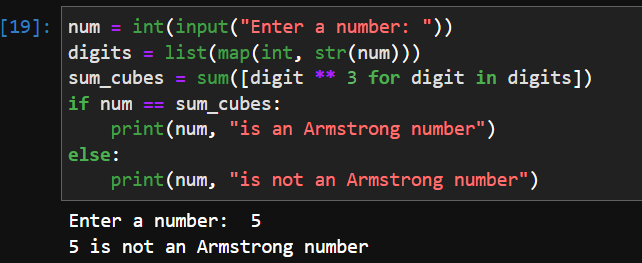 [19]: num = int(input("Enter a number: "))
digits = list(map(int, str(num)))
sum_cubes = sum([digit ** 3 for digit in digits])
if num == sum_cubes:
    print(num, "is an Armstrong number")
else:
    print(num, "is not an Armstrong number")
Enter a number:  5
5 is not an Armstrong number